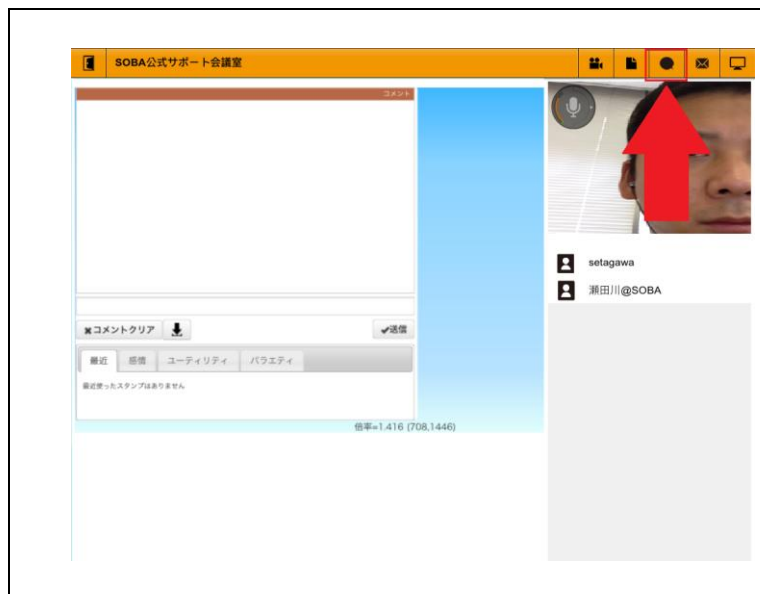 SOBA公式サポート会議室
コメント
setagawa
瀬田川@SOBA
✖コメントクリア
✔送信
最近 感情 ユーティリティ バラエティ
最近使ったスタンプはありません
倍率=1.416 (708,1446)